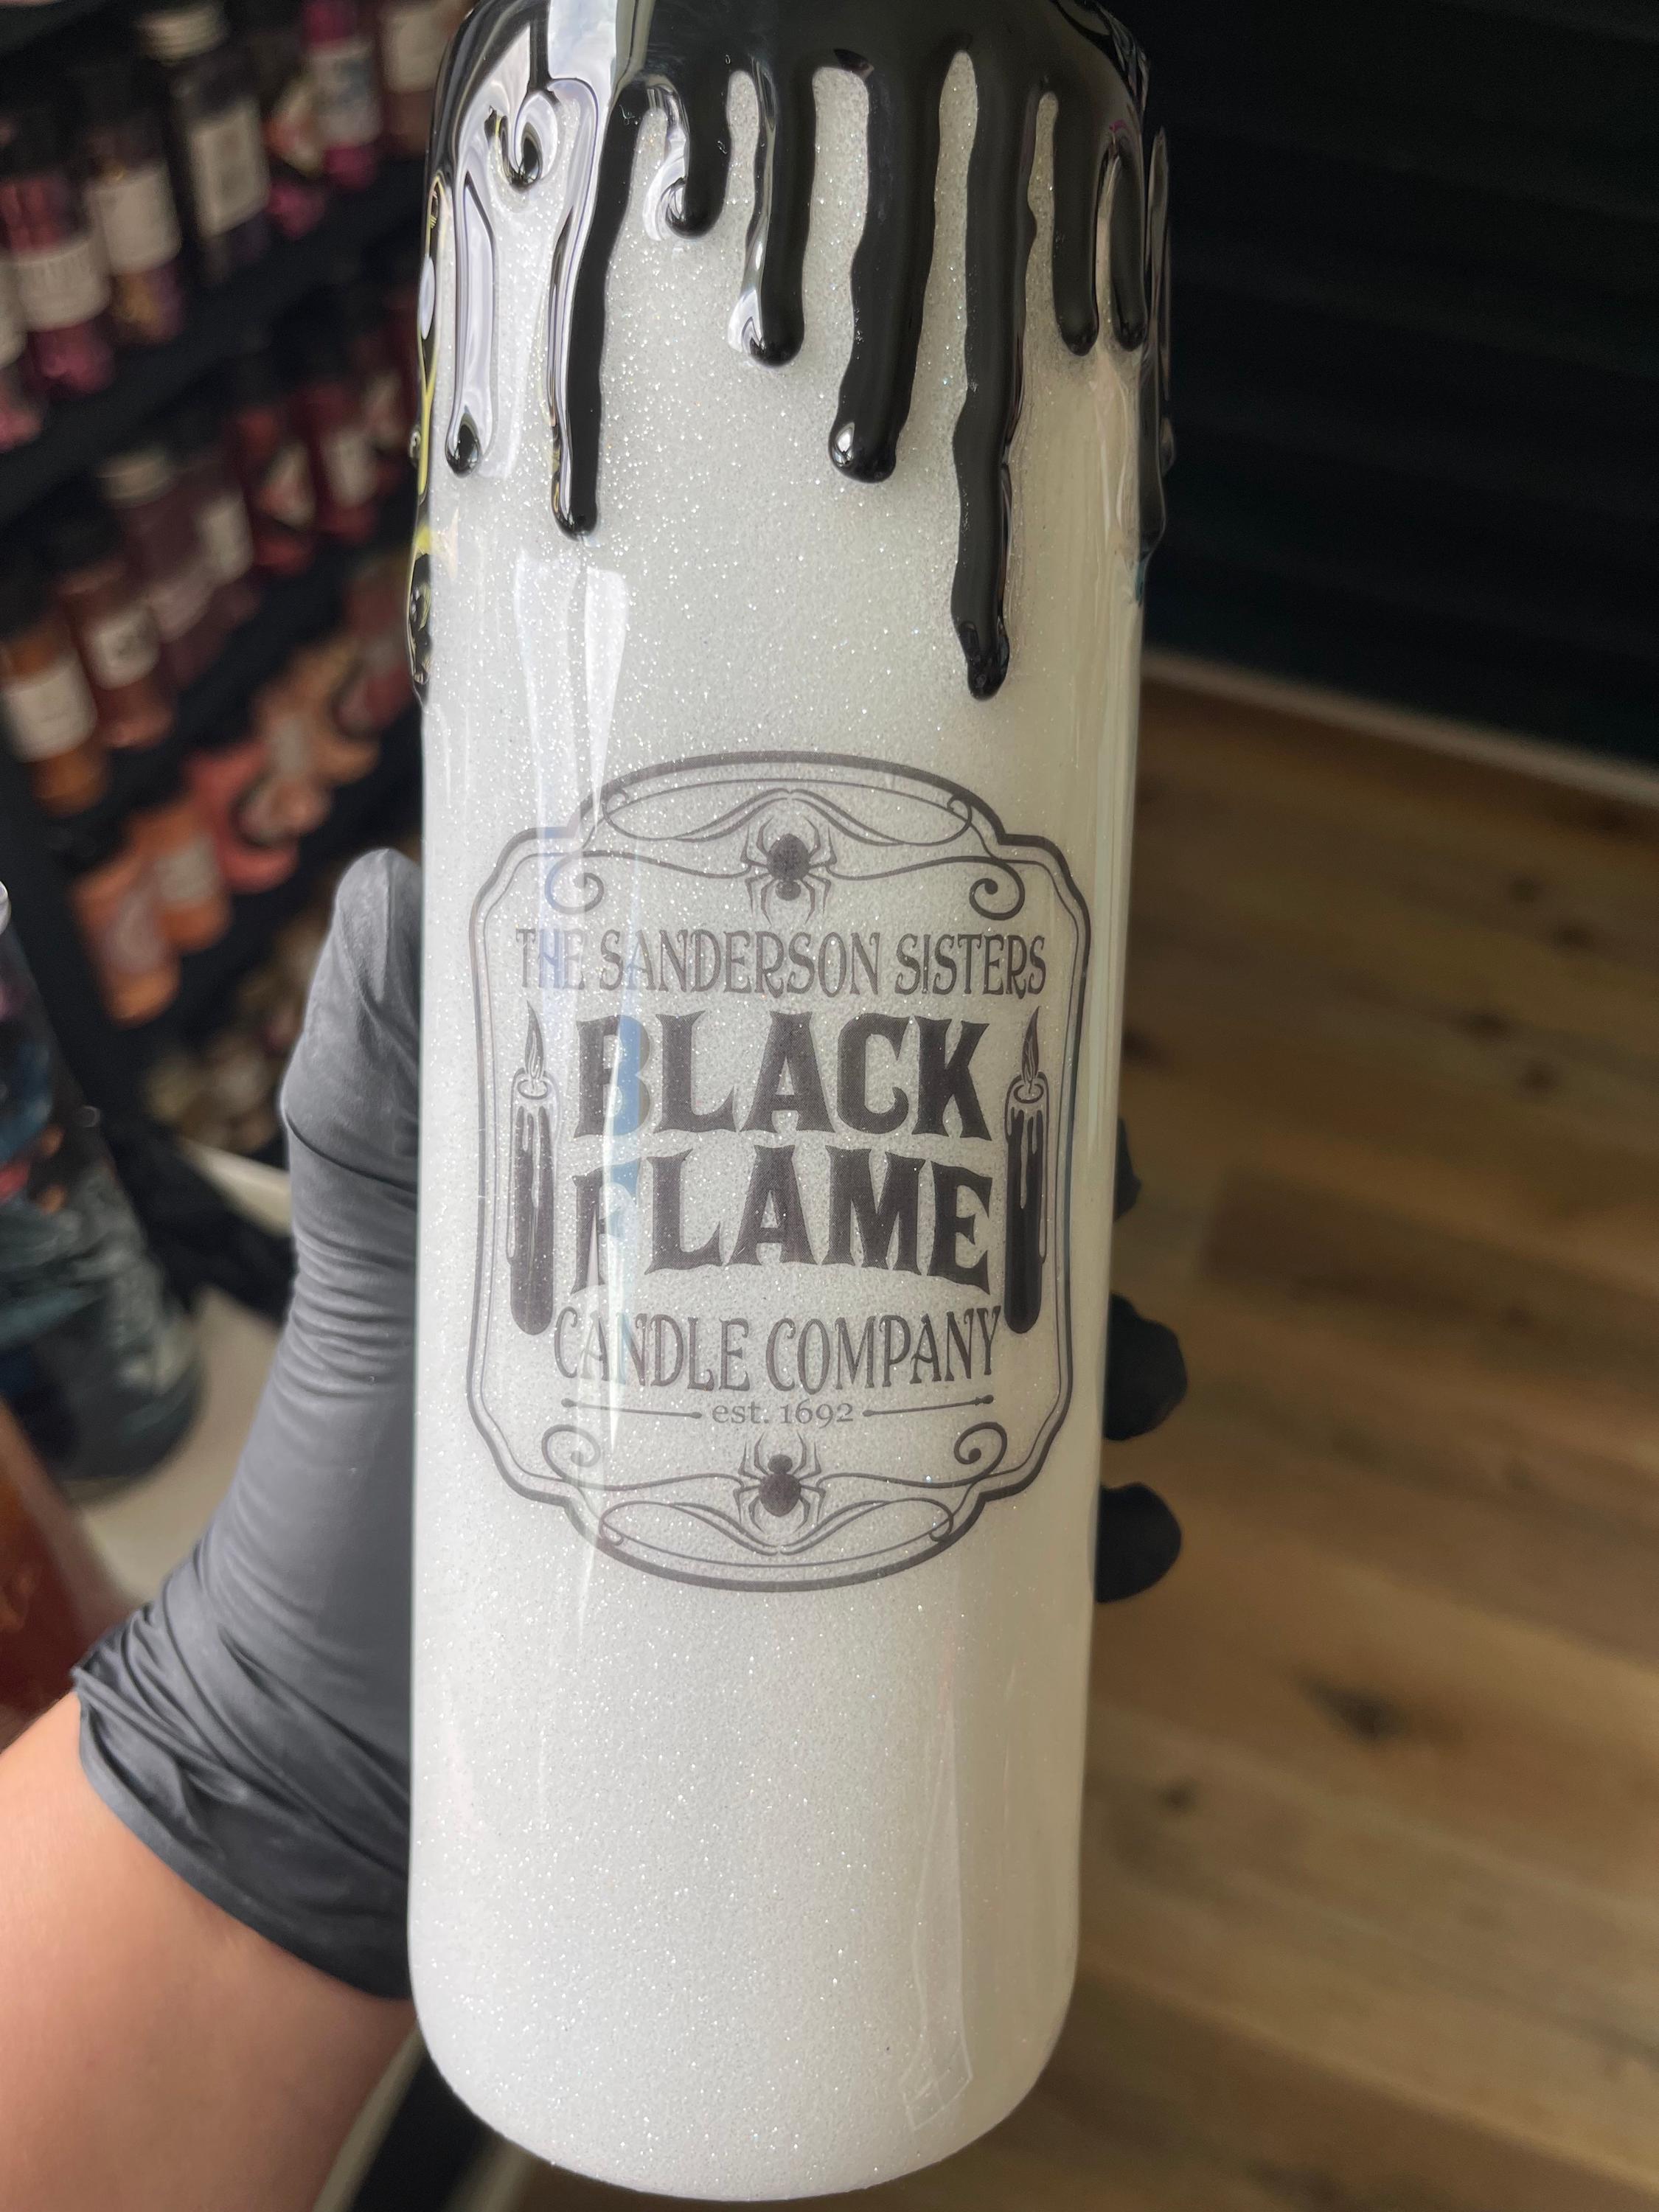 THE SANDERSON SISTERS
BLACK
FLAME
CANDLE COMPANY
est. 1692